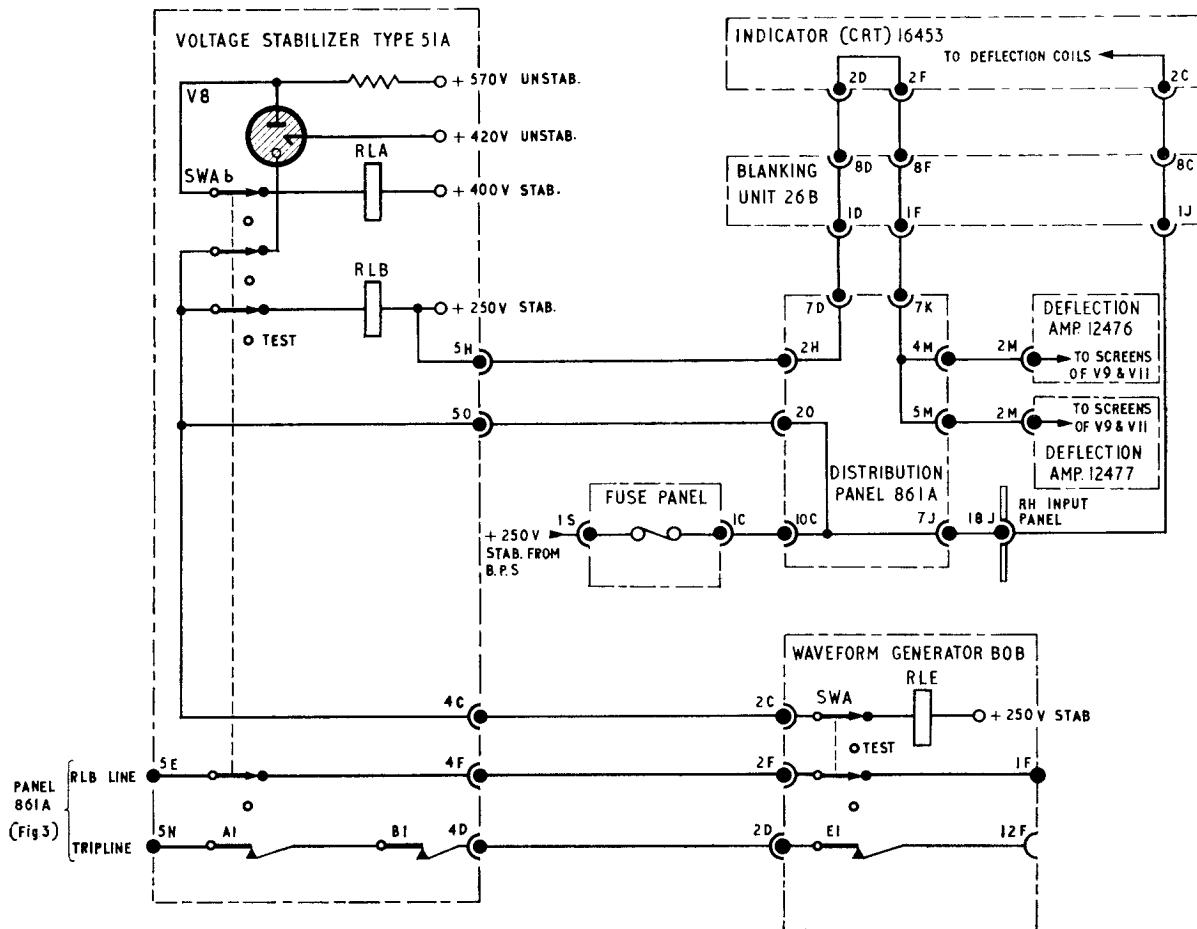 VOLTAGE STABILIZER TYPE 51A
V8
+ 570V UNSTAB.
+ 420V UNSTAB.
RLA
SWA b
+ 400V STAB.
RLB
+ 250V STAB.
TEST
5H
5O
INDICATOR (CRT) 16453
TO DEFLECTION COILS
2D
2F
2C
BLANKING
UNIT 26B
8D
8F
8C
1D
1F
1J
7D
7K
2H
4M
2M
DEFLECTION
AMP. 12476
TO SCREENS
OF V9 & V11
2O
5M
2M
TO SCREENS
OF V9 & V11
DEFLECTION
AMP. 12477
DISTRIBUTION
PANEL 861A
FUSE PANEL
1S
1C
10C
7J
18J
RH INPUT
PANEL
+ 250V
STAB. FROM
B.P.S
WAVEFORM GENERATOR 80B
4C
2C
SWA
RLE
+ 250V STAB
TEST
PANEL
861A
(Fig 3)
RLB LINE
5E
4F
2F
1F
TRIPLINE
5N
A1
B1
4D
2D
E1
12F